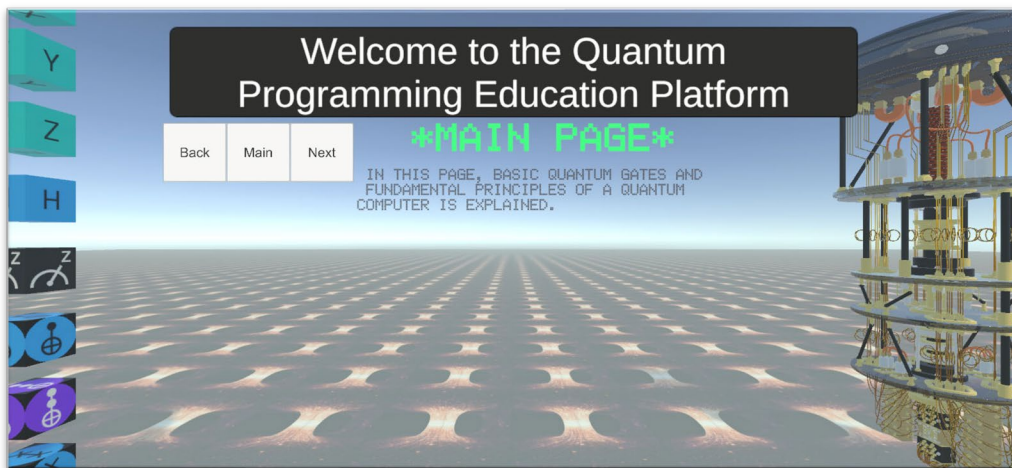 Welcome to the Quantum
Programming Education Platform
Back
Main
Next
*MAIN PAGE*
IN THIS PAGE, BASIC QUANTUM GATES AND
FUNDAMENTAL PRINCIPLES OF A QUANTUM
COMPUTER IS EXPLAINED.
Y
Z
H
Z
Z